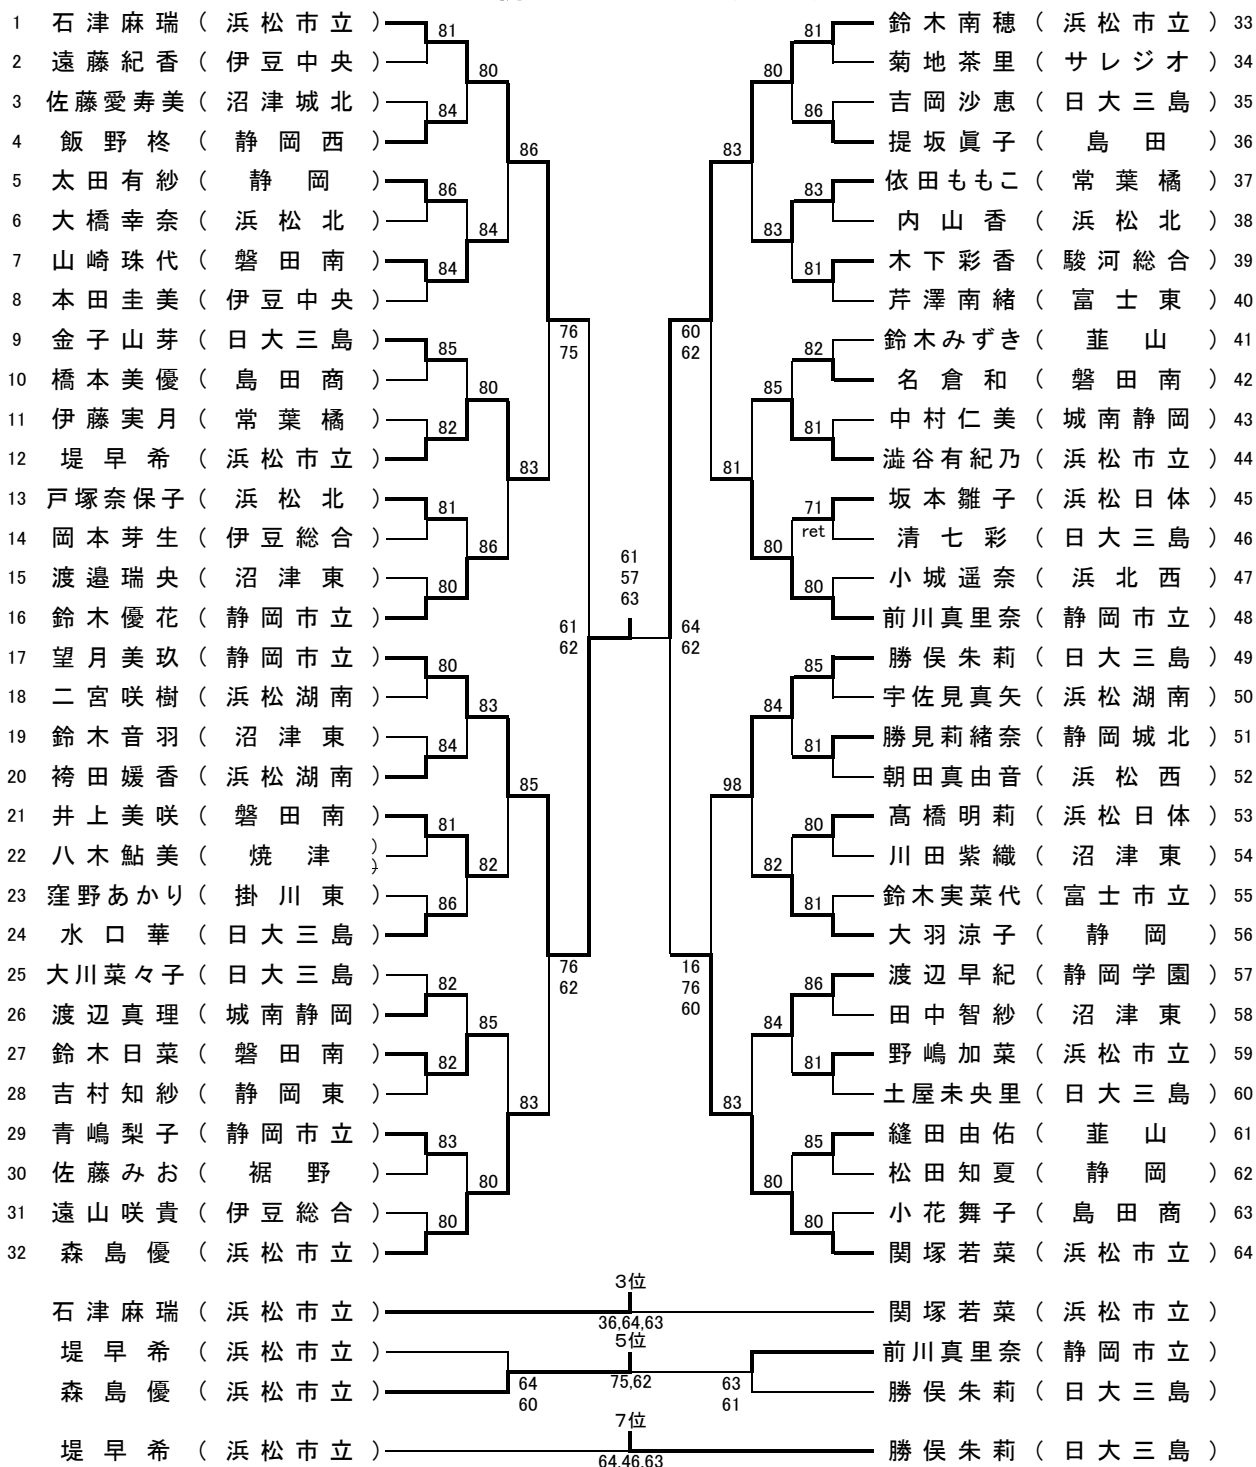 1 石津麻瑞 ( 浜松市立 )
2 遠藤紀香 ( 伊豆中央 )
3 佐藤愛寿美 ( 沼津城北 )
4 飯野柊 ( 静岡西 )
5 太田有紗 ( 静岡 )
6 大橋幸奈 ( 浜松北 )
7 山崎珠代 ( 磐田南 )
8 本田圭美 ( 伊豆中央 )
9 金子山芽 ( 日大三島 )
10 橋本美優 ( 島田商 )
11 伊藤実月 ( 常葉橘 )
12 堤早希 ( 浜松市立 )
13 戸塚奈保子 ( 浜松北 )
14 岡本芽生 ( 伊豆総合 )
15 渡邉瑞央 ( 沼津東 )
16 鈴木優花 ( 静岡市立 )
17 望月美玖 ( 静岡市立 )
18 二宮咲樹 ( 浜松湖南 )
19 鈴木音羽 ( 沼津東 )
20 袴田媛香 ( 浜松湖南 )
21 井上美咲 ( 磐田南 )
22 八木鮎美 ( 焼津 )
23 窪野あかり ( 掛川東 )
24 水口華 ( 日大三島 )
25 大川菜々子 ( 日大三島 )
26 渡辺真理 ( 城南静岡 )
27 鈴木日菜 ( 磐田南 )
28 吉村知紗 ( 静岡東 )
29 青嶋梨子 ( 静岡市立 )
30 佐藤みお ( 裾野 )
31 遠山咲貴 ( 伊豆総合 )
32 森島優 ( 浜松市立 )
81
84
86
84
85
82
81
80
80
84
81
86
82
82
83
80
80
84
80
86
83
82
85
80
86
83
85
83
76
75
76
62
61
62
61
57
63
64
62
60
62
16
76
60
83
81
98
83
80
83
85
80
84
82
84
80
81
86
83
81
82
81
71
ret
80
85
81
80
81
86
81
85
80
鈴木南穂 ( 浜松市立 ) 33
菊地茶里 ( サレジオ ) 34
吉岡沙恵 ( 日大三島 ) 35
提坂眞子 ( 島田 ) 36
依田ももこ ( 常葉橘 ) 37
内山香 ( 浜松北 ) 38
木下彩香 ( 駿河総合 ) 39
芹澤南緒 ( 富士東 ) 40
鈴木みずき ( 韮山 ) 41
名倉和 ( 磐田南 ) 42
中村仁美 ( 城南静岡 ) 43
澁谷有紀乃 ( 浜松市立 ) 44
坂本雛子 ( 浜松日体 ) 45
清七彩 ( 日大三島 ) 46
小城遥奈 ( 浜北西 ) 47
前川真里奈 ( 静岡市立 ) 48
勝俣朱莉 ( 日大三島 ) 49
宇佐見真矢 ( 浜松湖南 ) 50
勝見莉緒奈 ( 静岡城北 ) 51
朝田真由音 ( 浜松西 ) 52
髙橋明莉 ( 浜松日体 ) 53
川田紫織 ( 沼津東 ) 54
鈴木実菜代 ( 富士市立 ) 55
大羽涼子 ( 静岡 ) 56
渡辺早紀 ( 静岡学園 ) 57
田中智紗 ( 沼津東 ) 58
野嶋加菜 ( 浜松市立 ) 59
土屋未央里 ( 日大三島 ) 60
縫田由佑 ( 韮山 ) 61
松田知夏 ( 静岡 ) 62
小花舞子 ( 島田商 ) 63
関塚若菜 ( 浜松市立 ) 64
3位
石津麻瑞 ( 浜松市立 ) 関塚若菜 ( 浜松市立 )
36,64,63
5位
堤早希 ( 浜松市立 ) 前川真里奈 ( 静岡市立 )
64
60
75,62
63
61
森島優 ( 浜松市立 ) 勝俣朱莉 ( 日大三島 )
7位
堤早希 ( 浜松市立 ) 勝俣朱莉 ( 日大三島 )
64,46,63